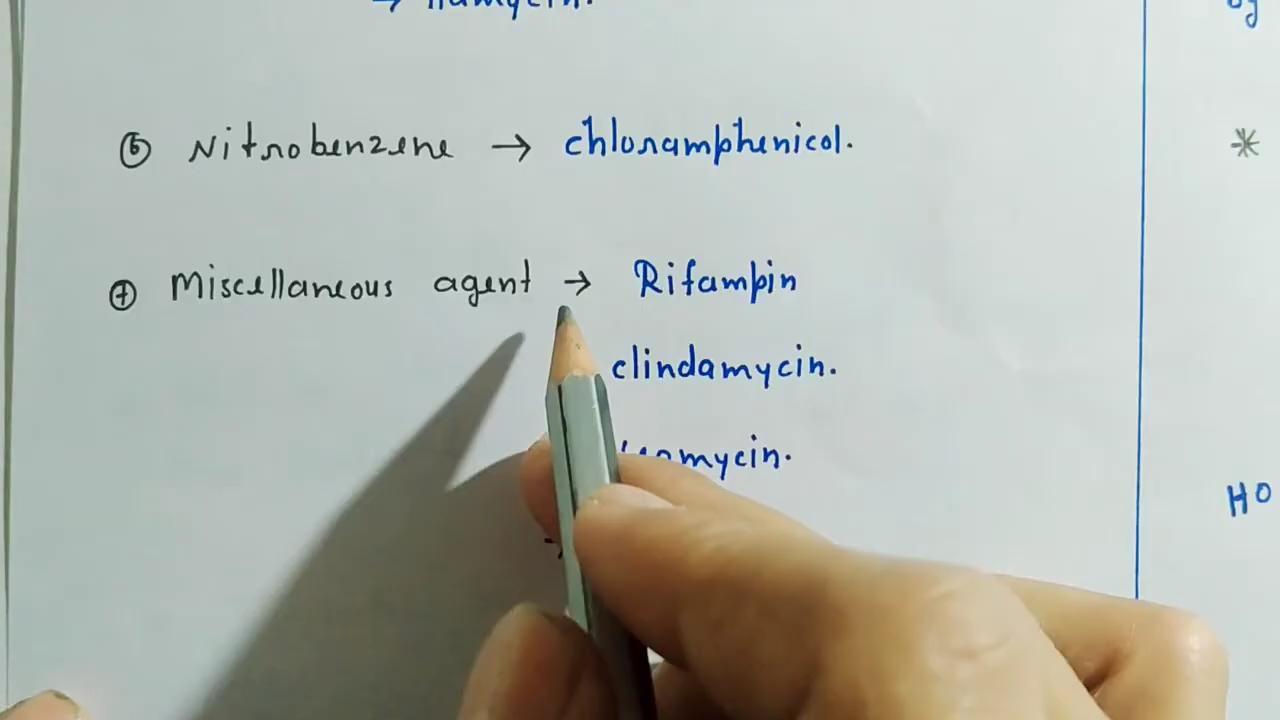 ⑥ Nitrobenzene → chloramphenicol.
⑦ Miscellaneous agent → Rifampin
clindamycin.
*
HO